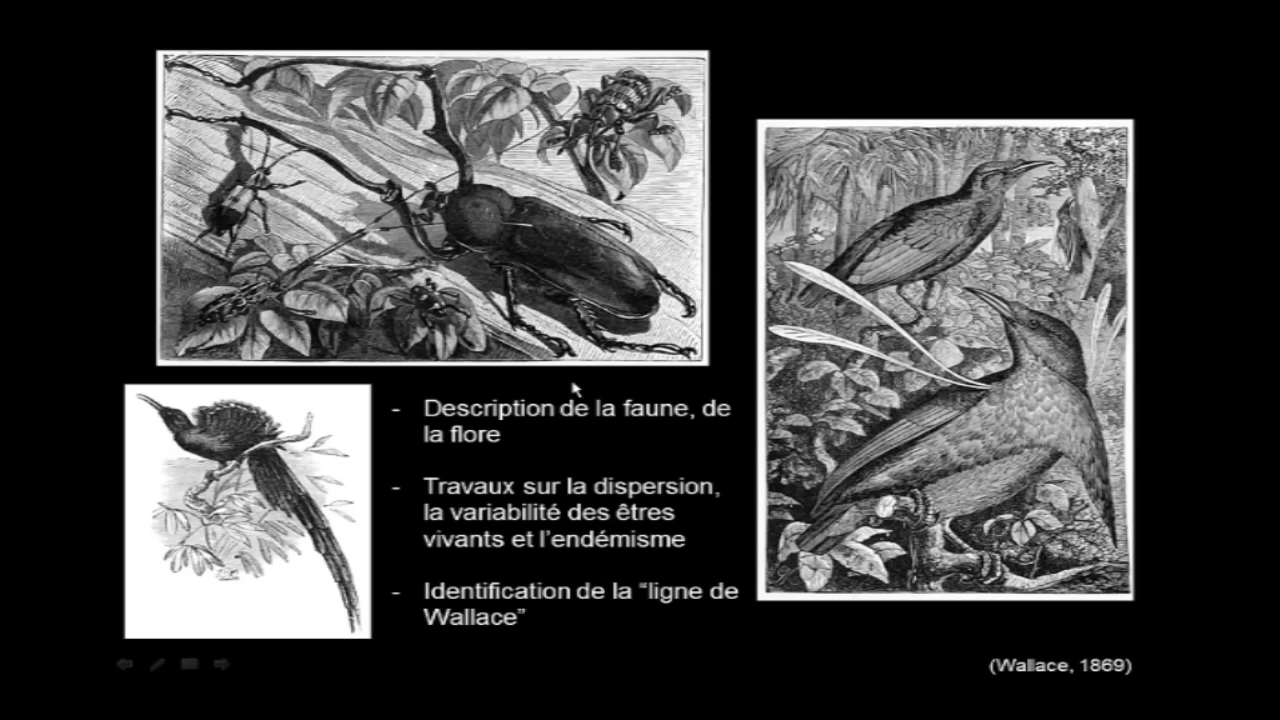 - Description de la faune, de
la flore
- Travaux sur la dispersion,
la variabilité des êtres
vivants et l'endémisme
- Identification de la “ligne de
Wallace”
(Wallace, 1869)